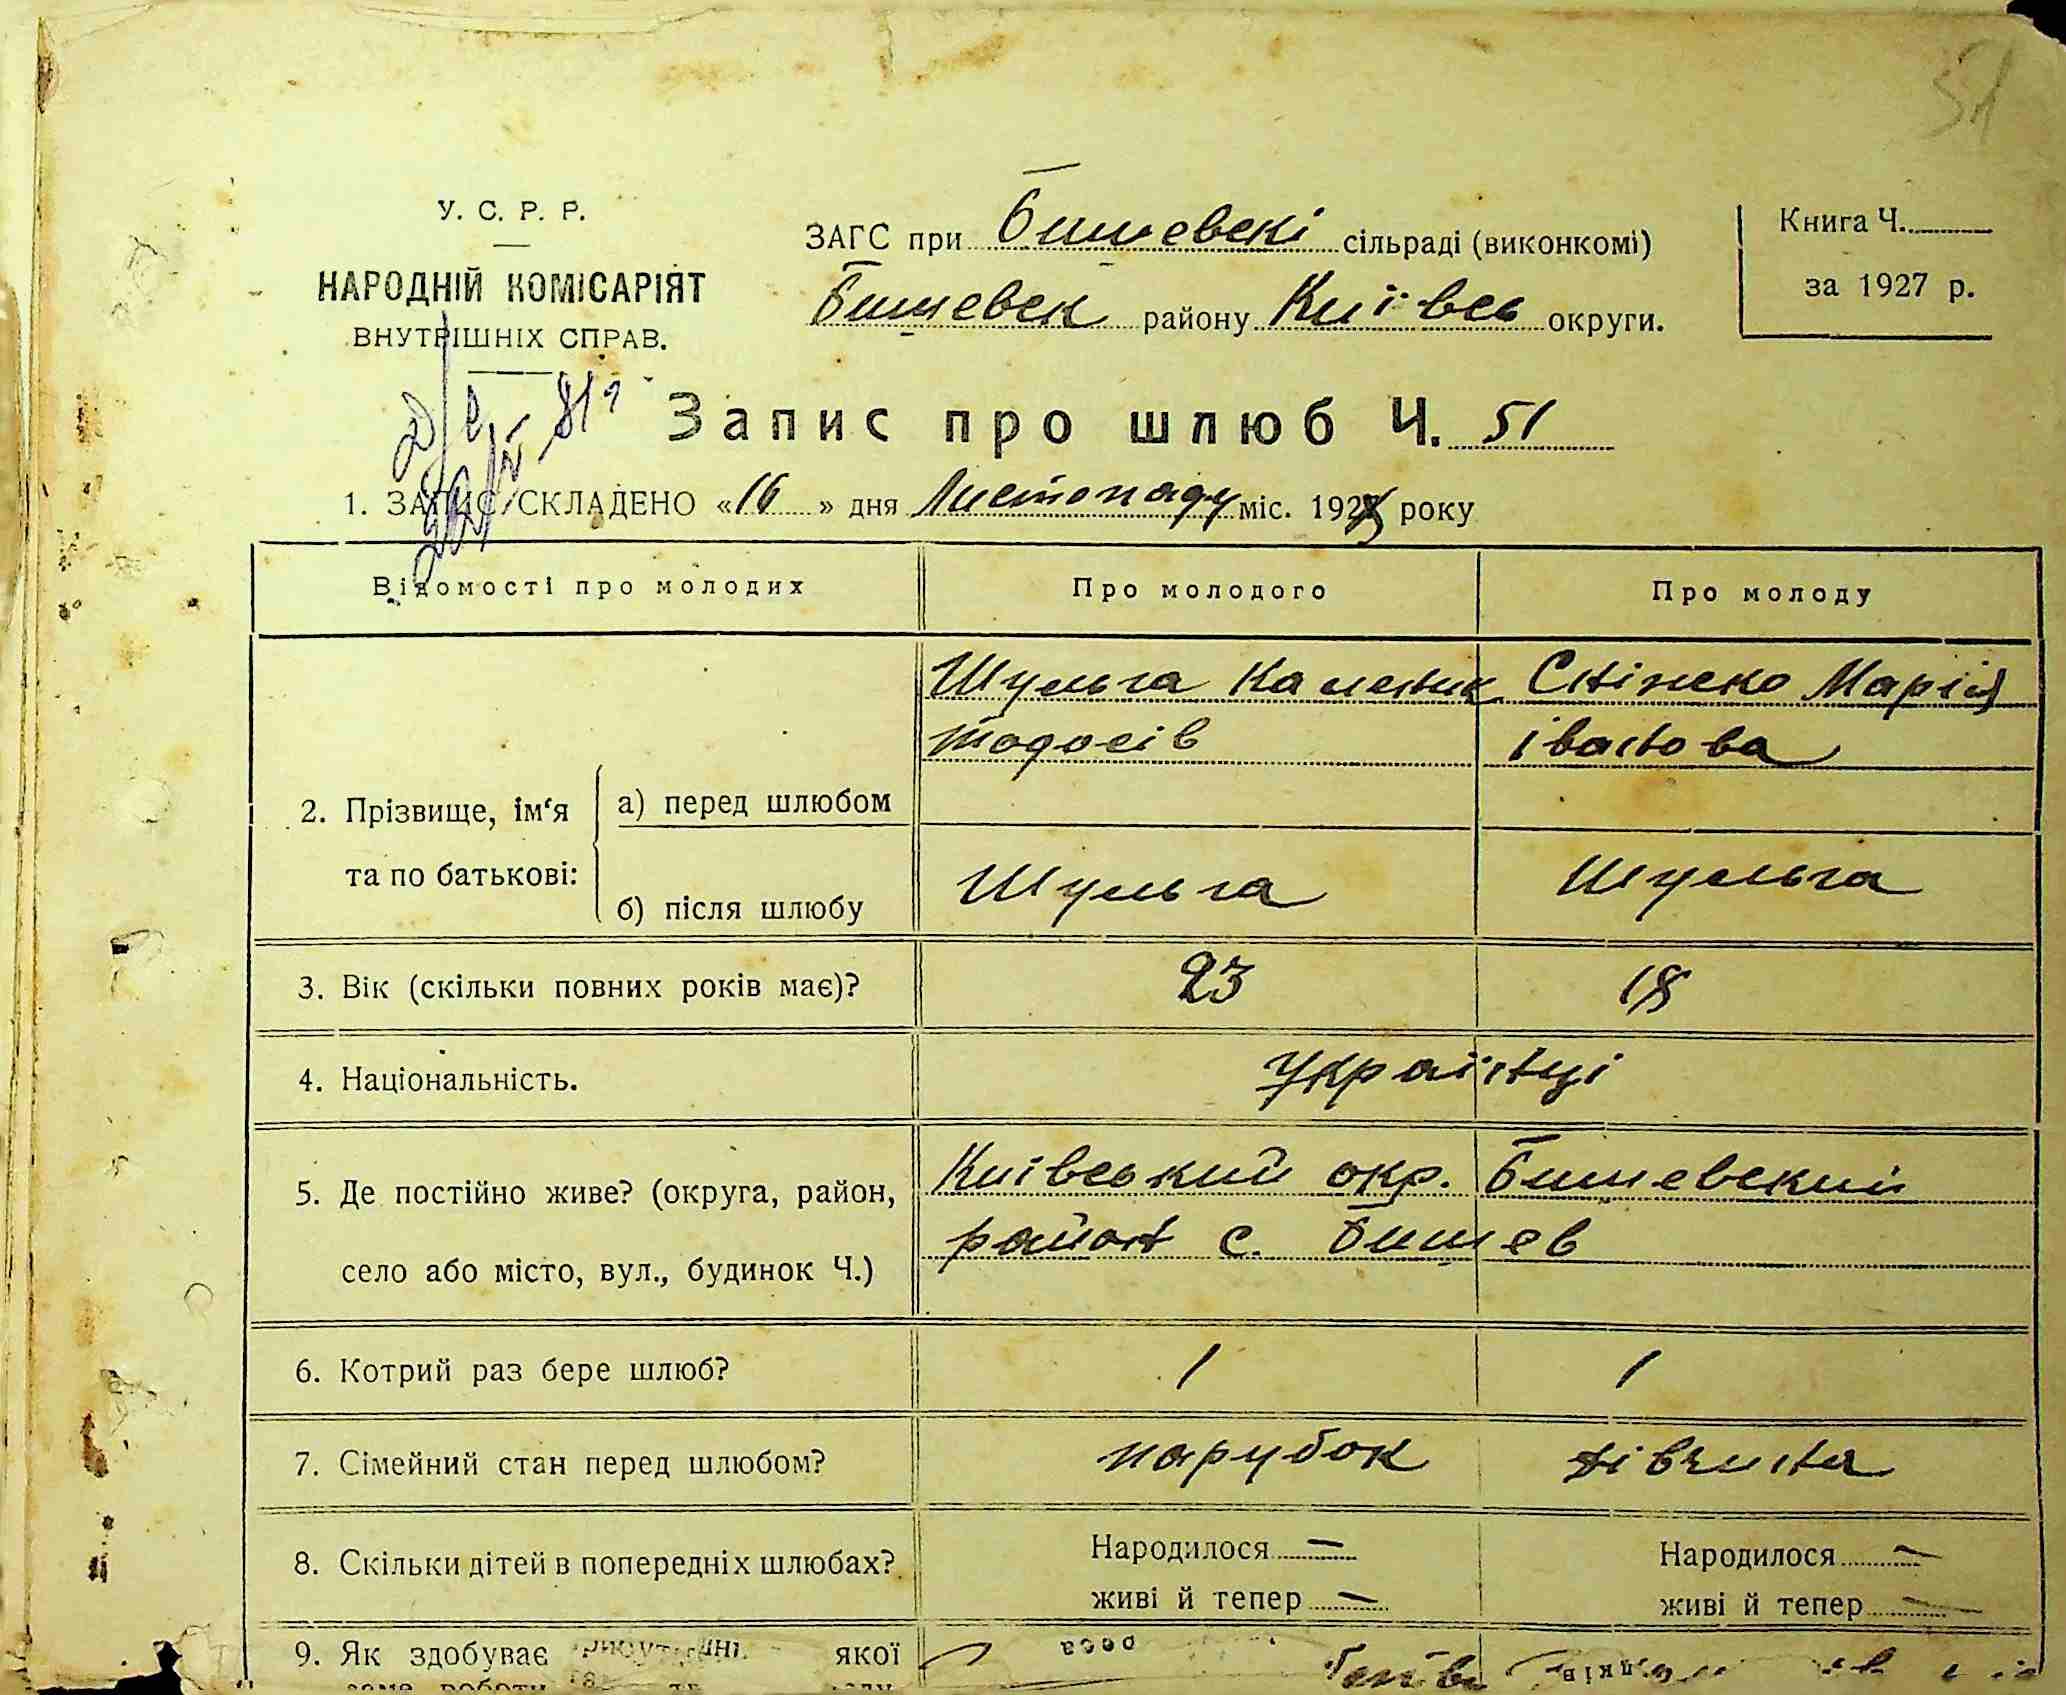 51
У. С. Р. Р.
НАРОДНІЙ КОМІСАРІЯТ
ВНУТРІШНІХ СПРАВ.
ЗАГС при Бишевскі сільраді (виконкомі)
Бишевск району Київсь округи.
Книга Ч.
за 1927 р.
Запис про шлюб Ч. 51
1. ЗАПИС СКЛАДЕНО «16» дня Листопаду міс. 192 року
Відомості про молодих Про молодого Про молоду
Шульга Каленик Скінско Марія
тодосів іванова
2. Прізвище, ім'я а) перед шлюбом
та по батькові:
б) після шлюбу Шульга Шульга
3. Вік (скільки повних років має)? 23 18
4. Національність. Українці
5. Де постійно живе? (округа, район, Київський окр. Бишевский
район с. Бишев
село або місто, вул., будинок Ч.)
6. Котрий раз бере шлюб? 1 1
7. Сімейний стан перед шлюбом? парубок дівчина
8. Скільки дітей в попередніх шлюбах? Народилося — Народилося —
живі й тепер — живі й тепер —
9. Як здобуває якої